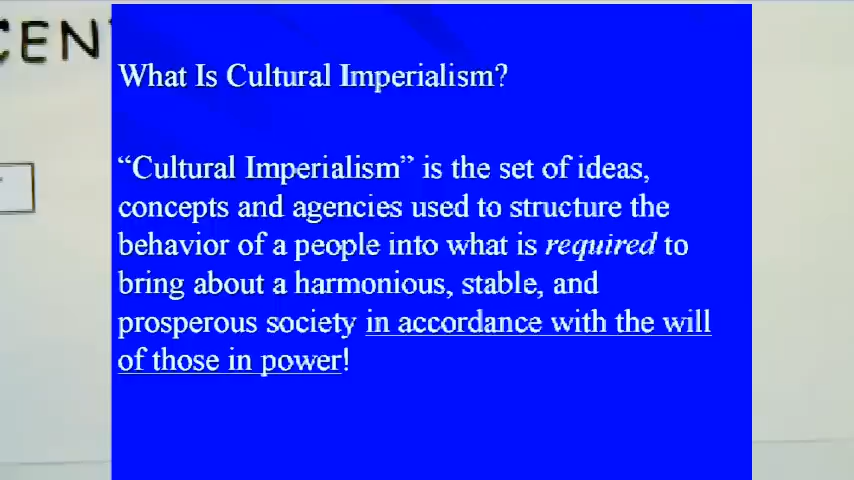 CEN
What Is Cultural Imperialism?
“Cultural Imperialism” is the set of ideas,
concepts and agencies used to structure the
behavior of a people into what is required to
bring about a harmonious, stable, and
prosperous society in accordance with the will
of those in power!